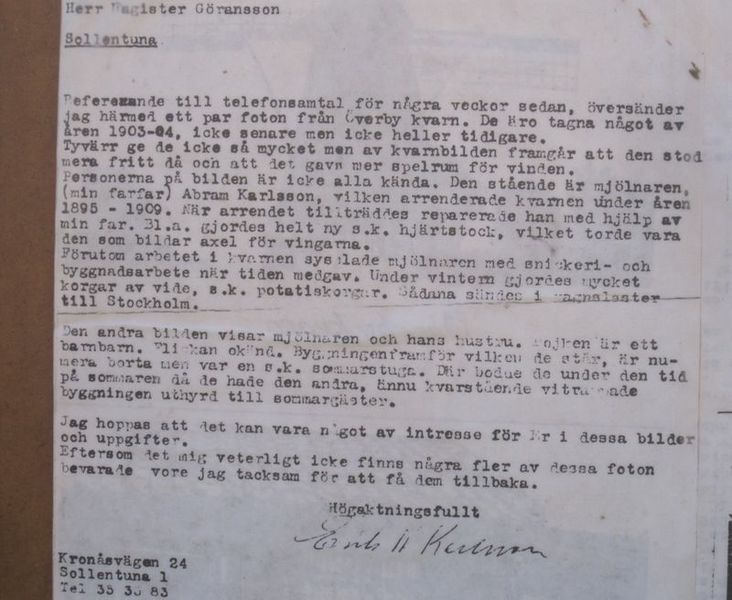 Herr Magister Göransson
Sollentuna
Refererande till telefonsamtal för några veckor sedan, översänder
jag härmed ett par foton från Överby kvarn. De äro tagna något av
åren 1903-04, icke senare men icke heller tidigare.
Tyvärr ge de icke så mycket men av kvarnbilden framgår att den stod
mera fritt då och att det gavs mer spelrum för vinden.
Personerna på bilden är icke alla kända. Den stående är mjölnaren,
(min farfar) Abram Karlsson, vilken arrenderade kvarnen under åren
1895 - 1909. När arrendet tillträddes reparerade han med hjälp av
min far. Bl.a. gjordes helt ny s.k. hjärtstock, vilket torde vara
den som bildar axel för vingarna.
Förutom arbetet i kvarnen sysslade mjölnaren med snickeri- och
byggnadsarbete när tiden medgav. Under vintern gjordes mycket
korgar av vide, s.k. potatiskorgar. Sådana sändes i vagnslaster
till Stockholm.
Den andra bilden visar mjölnaren och hans hustru. Pojken är ett
barnbarn. Flickan okänd. Byggningenframför vilken de står, är nu-
mera borta men var en s.k. sommarstuga. Där bodde de under den tid
på sommaren då de hade den andra, ännu kvarstående vitrappade
byggningen uthyrd till sommargäster.
Jag hoppas att det kan vara något av intresse för Er i dessa bilder
och uppgifter.
Eftersom det mig veterligt icke finns några fler av dessa foton
bevarade vore jag tacksam för att få dem tillbaka.
Högaktningsfullt
Karlsson
Kronåsvägen 24
Sollentuna 1
Tel 35 36 83